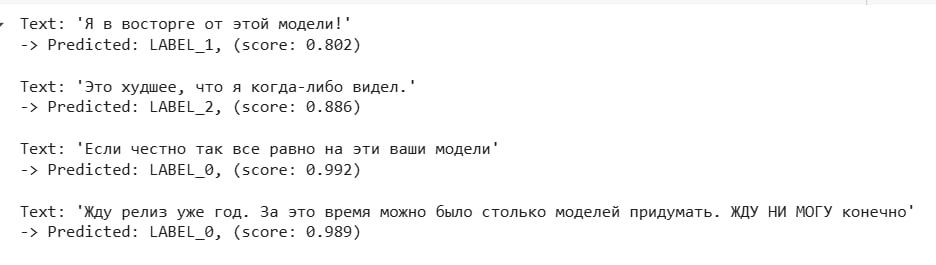 Text: 'Я в восторге от этой модели!'
-> Predicted: LABEL_1, (score: 0.802)
Text: 'Это худшее, что я когда-либо видел.'
-> Predicted: LABEL_2, (score: 0.886)
Text: 'Если честно так все равно на эти ваши модели'
-> Predicted: LABEL_0, (score: 0.992)
Text: 'Жду релиз уже год. За это время можно было столько моделей придумать. ЖДУ НИ МОГУ конечно'
-> Predicted: LABEL_0, (score: 0.989)